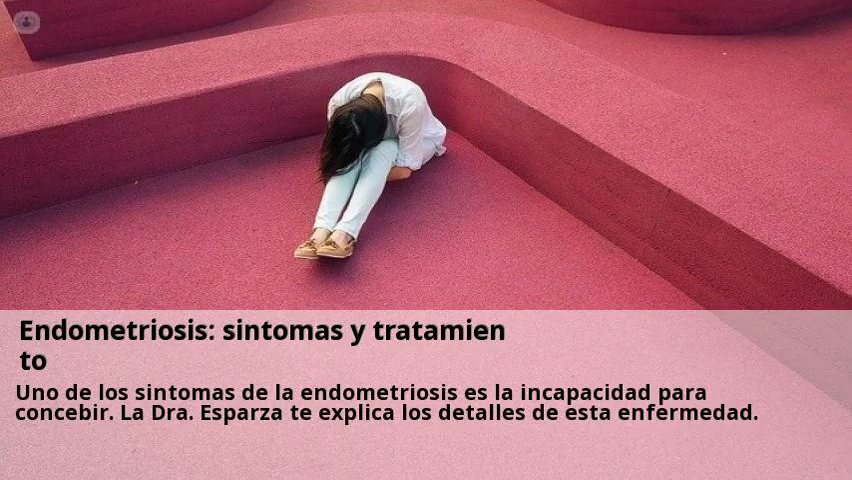 Endometriosis: sintomas y tratamien
to
Uno de los sintomas de la endometriosis es la incapacidad para
concebir. La Dra. Esparza te explica los detalles de esta enfermedad.